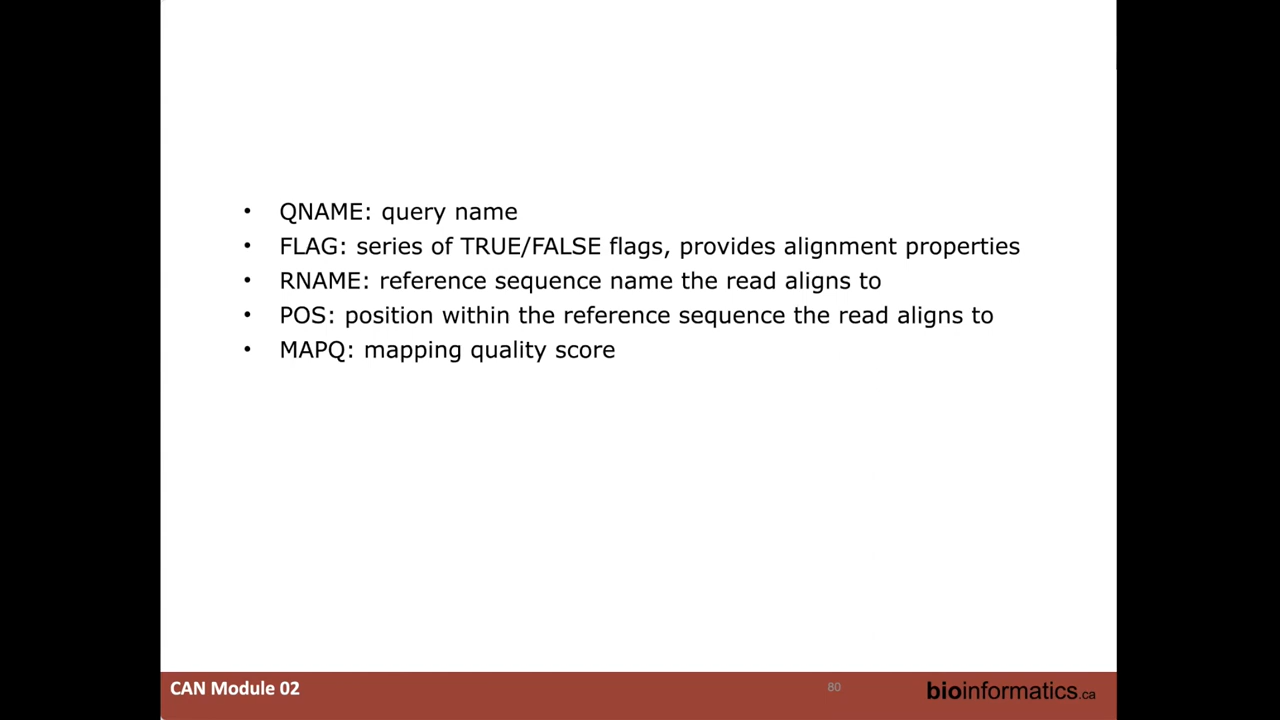 • QNAME: query name
• FLAG: series of TRUE/FALSE flags, provides alignment properties
• RNAME: reference sequence name the read aligns to
• POS: position within the reference sequence the read aligns to
• MAPQ: mapping quality score
CAN Module 02
80
bioinformatics.ca